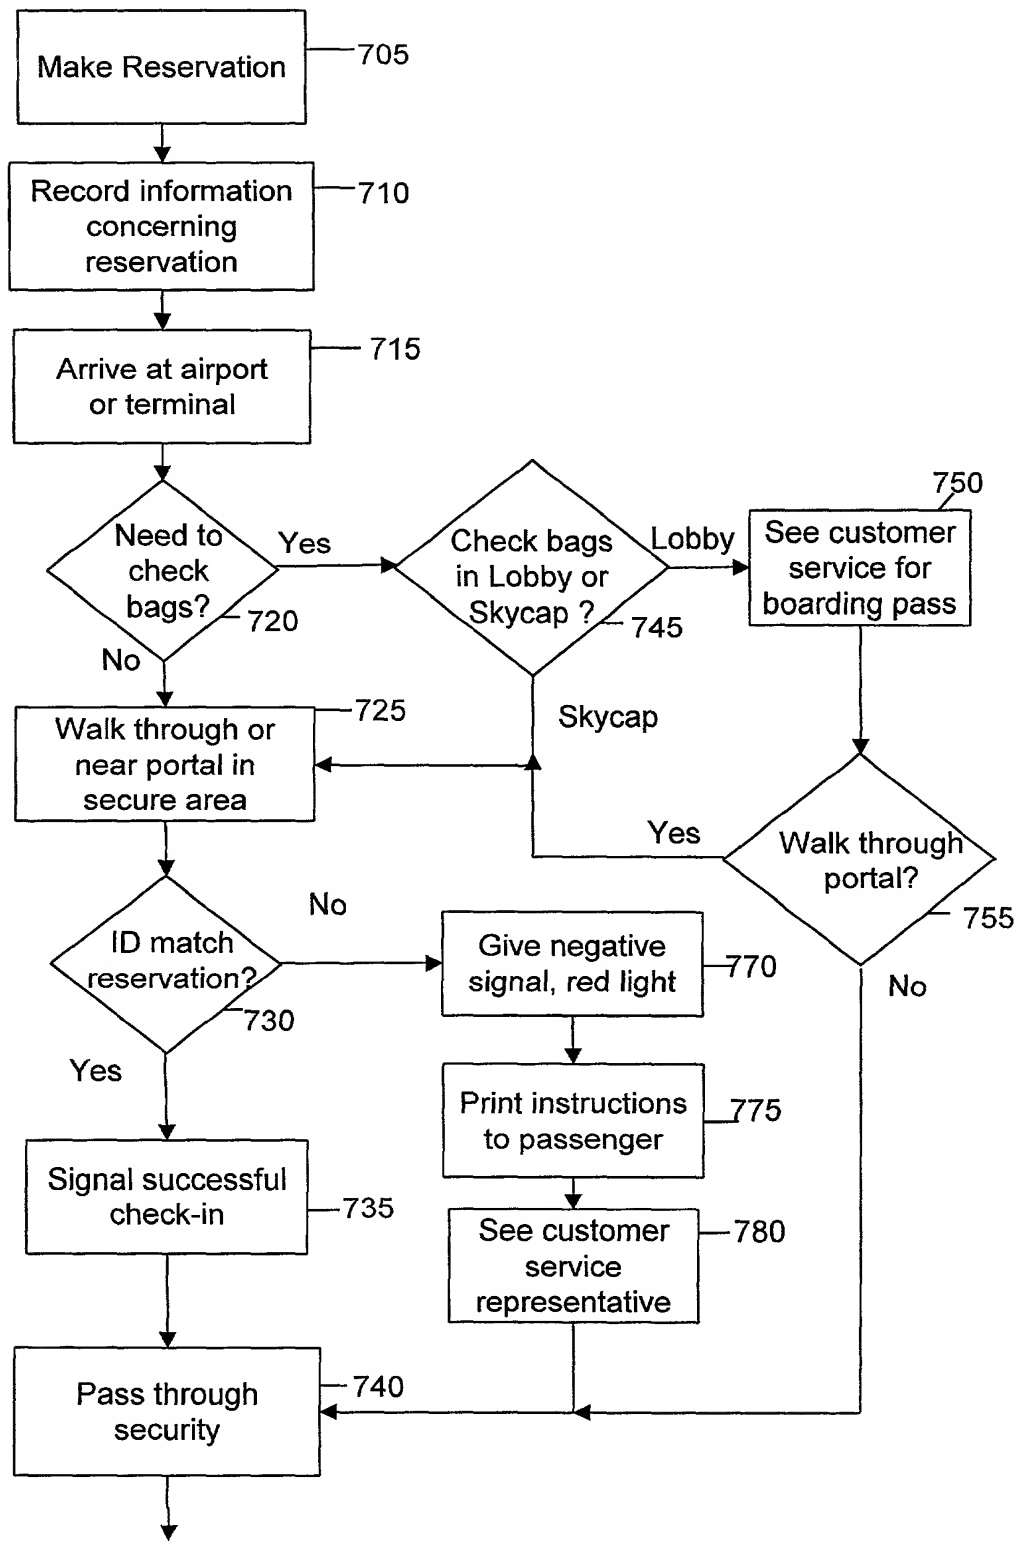 Make Reservation
705
Record information
concerning
reservation
710
Arrive at airport
or terminal
715
Need to
check
bags?
720
Yes
No
Check bags
in Lobby or
Skycap ?
745
Lobby
Skycap
750
See customer
service for
boarding pass
Walk through or
near portal in
secure area
725
Yes
Walk through
portal?
755
No
ID match
reservation?
730
No
Yes
Give negative
signal, red light
770
Print instructions
to passenger
775
Signal successful
check-in
735
See customer
service
representative
780
Pass through
security
740